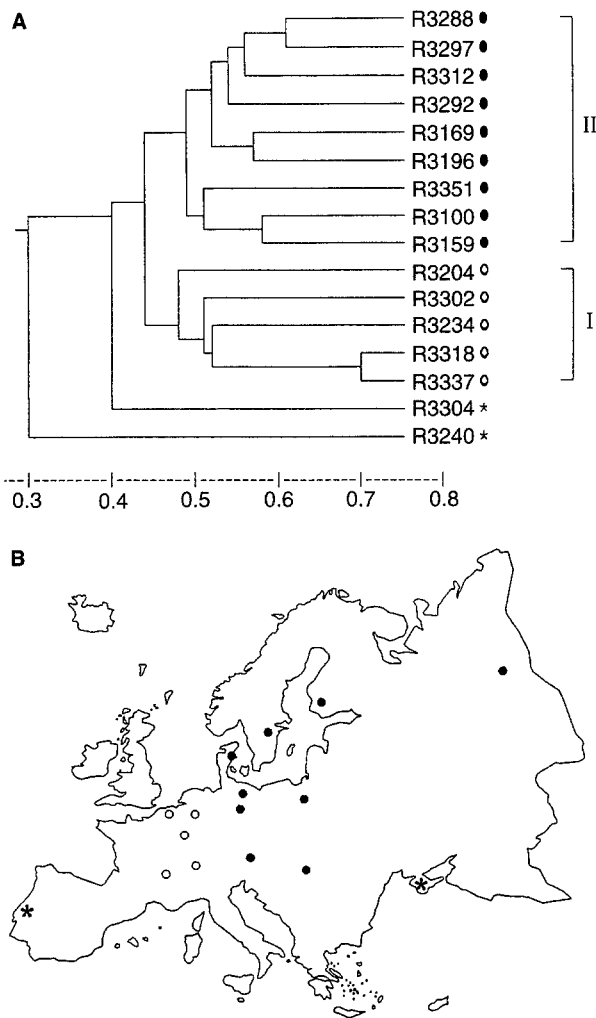 A
R3288
R3297
R3312
R3292
R3169
R3196
R3351
R3100
R3159
II
R3204
R3302
R3234
R3318
R3337
I
R3304 *
R3240 *
0.3 0.4 0.5 0.6 0.7 0.8
B
*
*